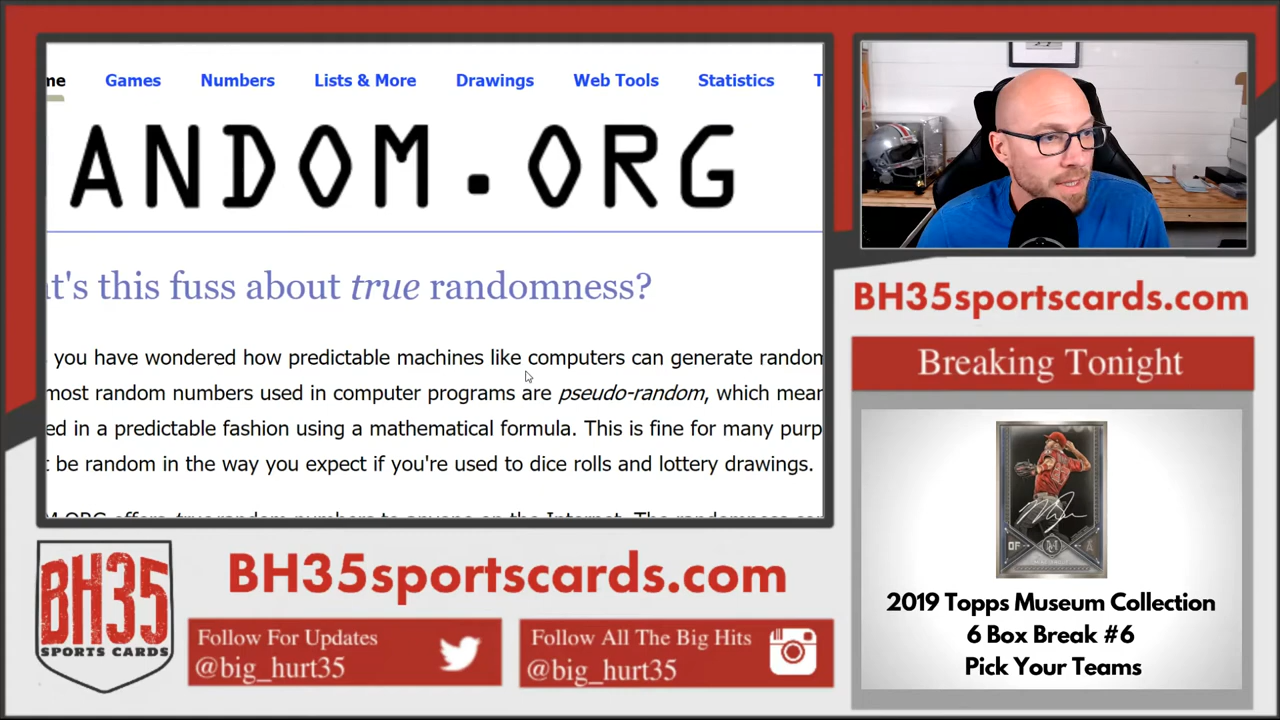 me Games Numbers Lists & More Drawings Web Tools Statistics T
ANDOM.ORG
t's this fuss about true randomness?
you have wondered how predictable machines like computers can generate random
most random numbers used in computer programs are pseudo-random, which mean
ed in a predictable fashion using a mathematical formula. This is fine for many purp
t be random in the way you expect if you're used to dice rolls and lottery drawings.
BH35sportscards.com
Breaking Tonight
2019 Topps Museum Collection
6 Box Break #6
Pick Your Teams
BH35
SPORTS CARDS
BH35sportscards.com
Follow For Updates
@big_hurt35
Follow All The Big Hits
@big_hurt35